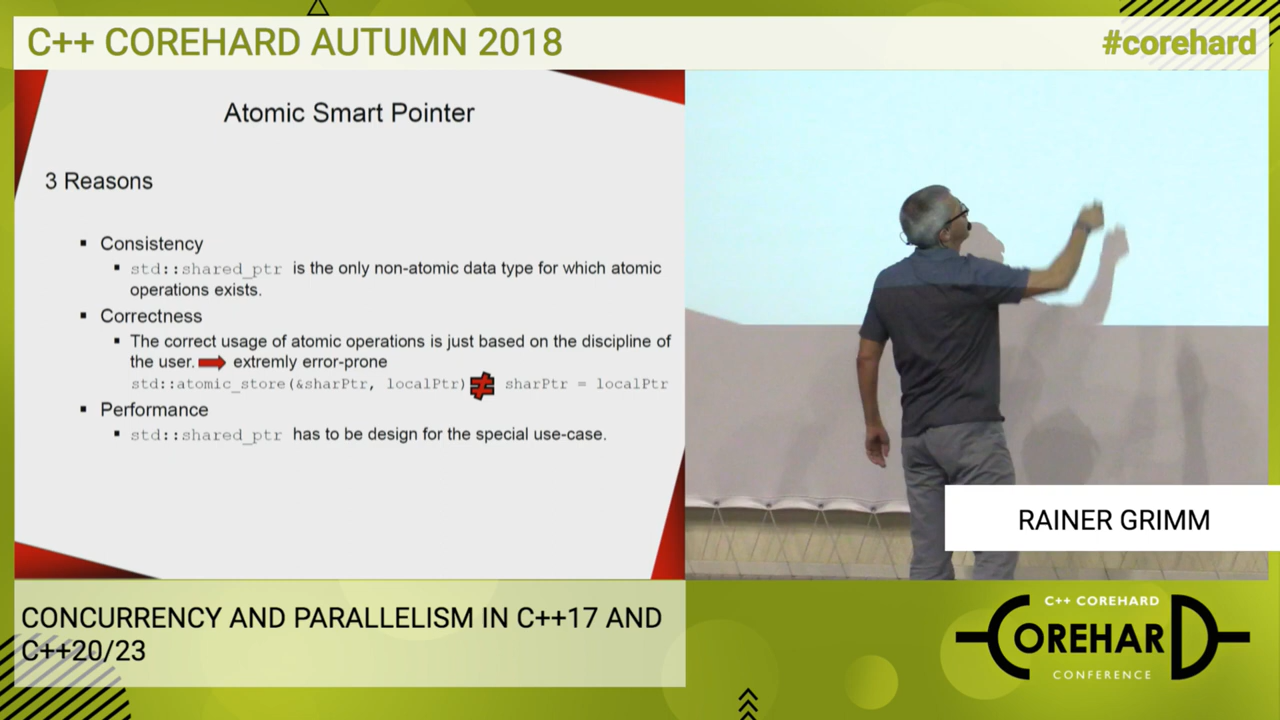 C++ COREHARD AUTUMN 2018
#corehard
Atomic Smart Pointer
3 Reasons
▪ Consistency
▪ std::shared_ptr is the only non-atomic data type for which atomic
operations exists.
▪ Correctness
▪ The correct usage of atomic operations is just based on the discipline of
the user. ➡ extremly error-prone
std::atomic_store(&sharPtr, localPtr) ≠ sharPtr = localPtr
▪ Performance
▪ std::shared_ptr has to be design for the special use-case.
RAINER GRIMM
CONCURRENCY AND PARALLELISM IN C++17 AND
C++20/23
C++ COREHARD
COREHARD
CONFERENCE